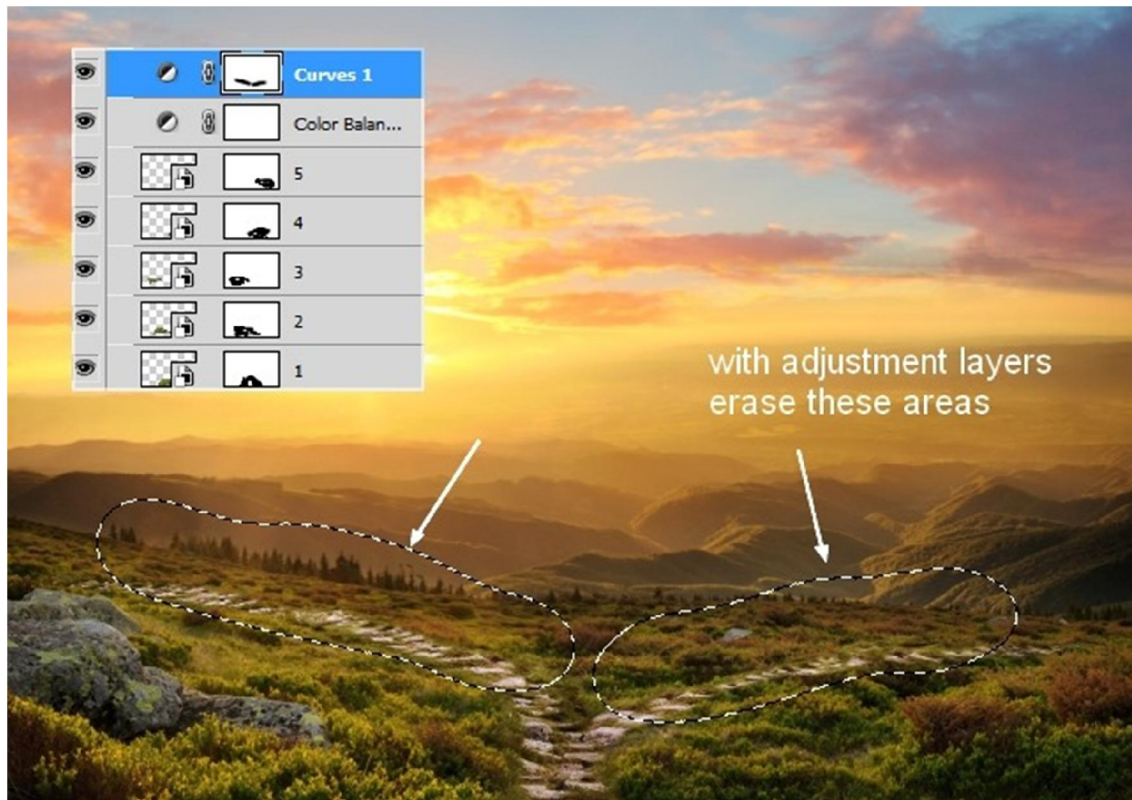 Curves 1
Color Balan...
5
4
3
2
1
with adjustment layers
erase these areas